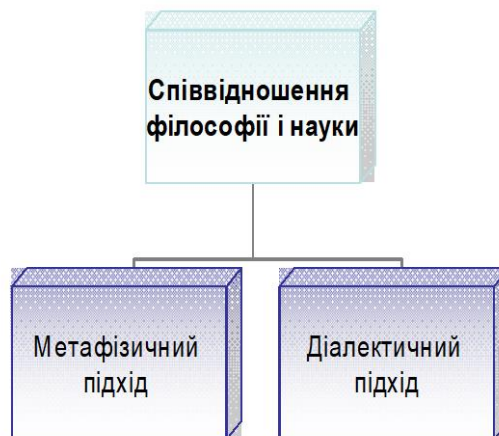 Співвідношення
філософії і науки
Метафізичний
підхід
Діалектичний
підхід